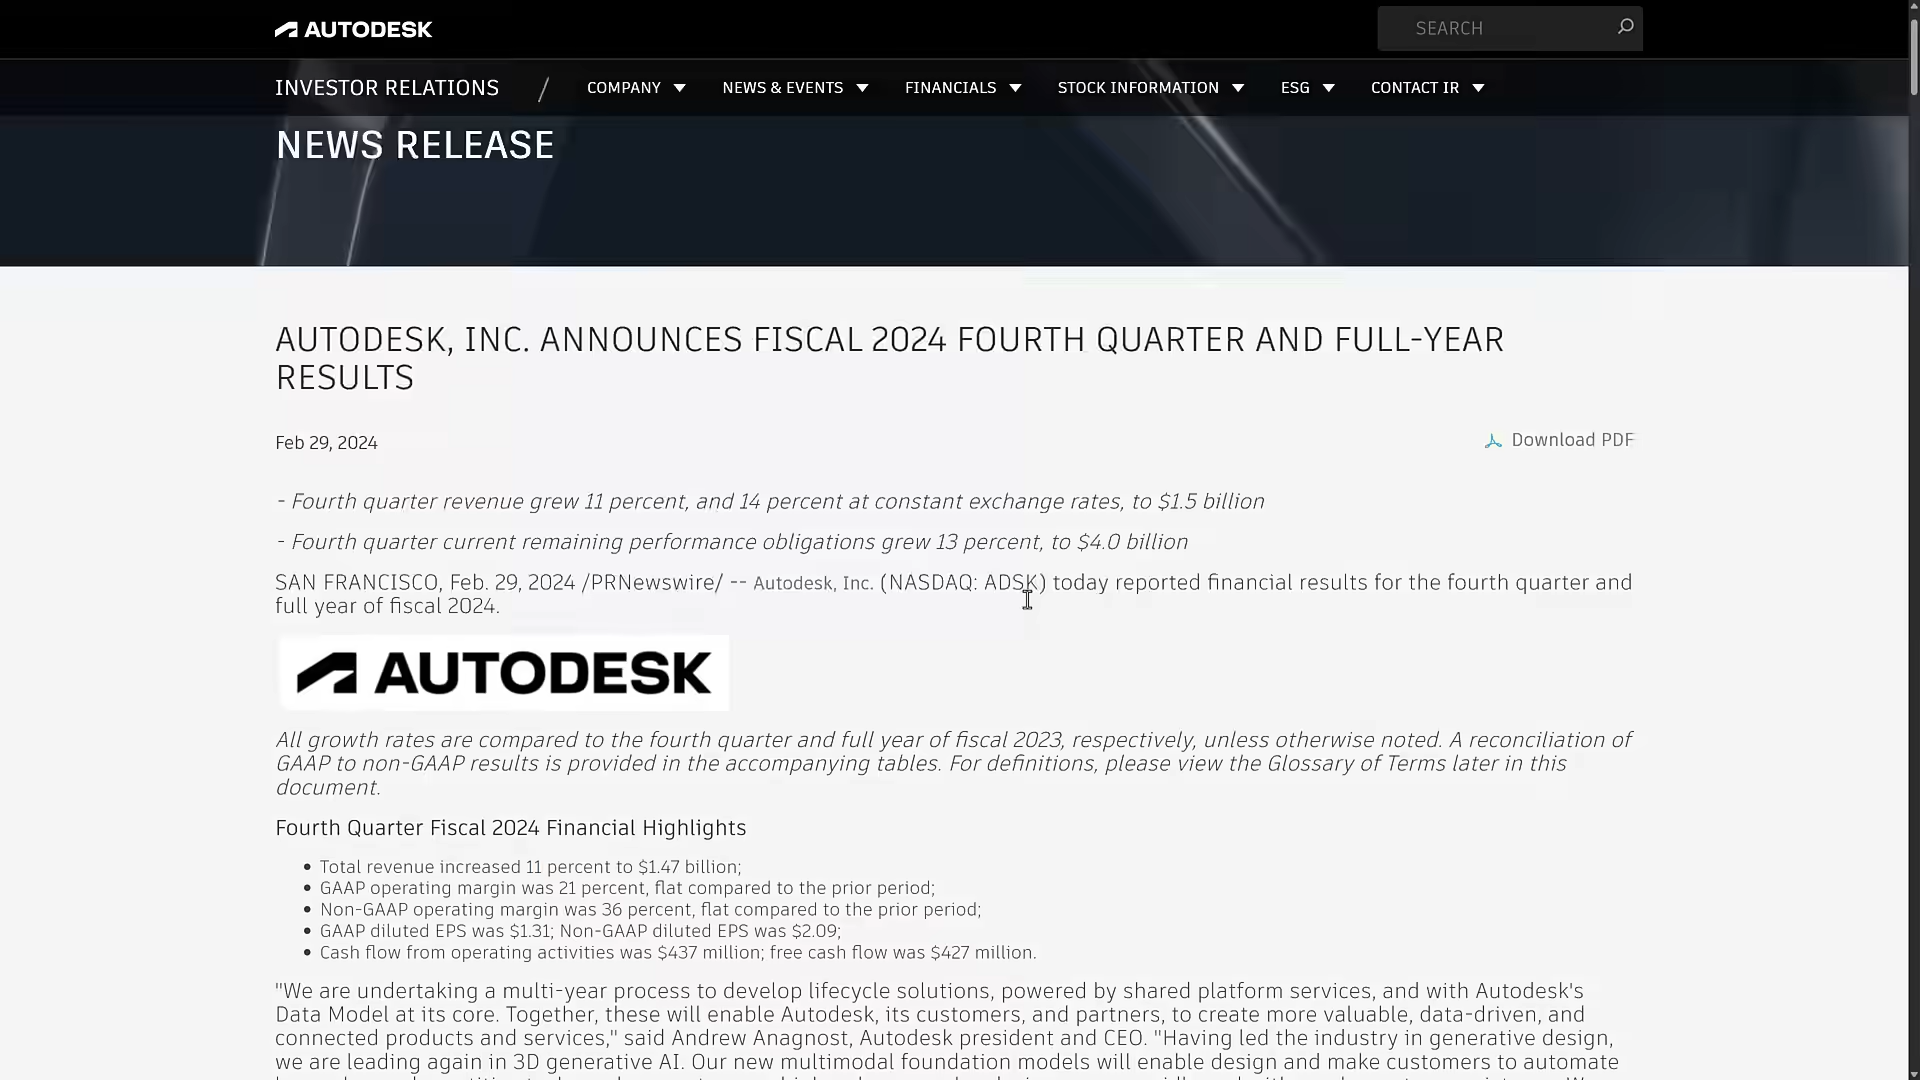 AUTODESK
SEARCH
INVESTOR RELATIONS / COMPANY NEWS & EVENTS FINANCIALS STOCK INFORMATION ESG CONTACT IR
NEWS RELEASE
AUTODESK, INC. ANNOUNCES FISCAL 2024 FOURTH QUARTER AND FULL-YEAR
RESULTS
Feb 29, 2024
Download PDF
- Fourth quarter revenue grew 11 percent, and 14 percent at constant exchange rates, to $1.5 billion
- Fourth quarter current remaining performance obligations grew 13 percent, to $4.0 billion
SAN FRANCISCO, Feb. 29, 2024 /PRNewswire/ -- Autodesk, Inc. (NASDAQ: ADSK) today reported financial results for the fourth quarter and
full year of fiscal 2024.
AUTODESK
All growth rates are compared to the fourth quarter and full year of fiscal 2023, respectively, unless otherwise noted. A reconciliation of
GAAP to non-GAAP results is provided in the accompanying tables. For definitions, please view the Glossary of Terms later in this
document.
Fourth Quarter Fiscal 2024 Financial Highlights
• Total revenue increased 11 percent to $1.47 billion;
• GAAP operating margin was 21 percent, flat compared to the prior period;
• Non-GAAP operating margin was 36 percent, flat compared to the prior period;
• GAAP diluted EPS was $1.31; Non-GAAP diluted EPS was $2.09;
• Cash flow from operating activities was $437 million; free cash flow was $427 million.
"We are undertaking a multi-year process to develop lifecycle solutions, powered by shared platform services, and with Autodesk's
Data Model at its core. Together, these will enable Autodesk, its customers, and partners, to create more valuable, data-driven, and
connected products and services," said Andrew Anagnost, Autodesk president and CEO. "Having led the industry in generative design,
we are leading again in 3D generative AI. Our new multimodal foundation models will enable design and make customers to automate